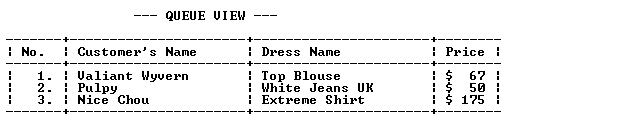 --- QUEUE VIEW ---
No. | Customer's Name | Dress Name | Price
1. | Valiant Wyvern | Top Blouse | $ 67
2. | Pulpy | White Jeans UK | $ 50
3. | Nice Chou | Extreme Shirt | $ 175